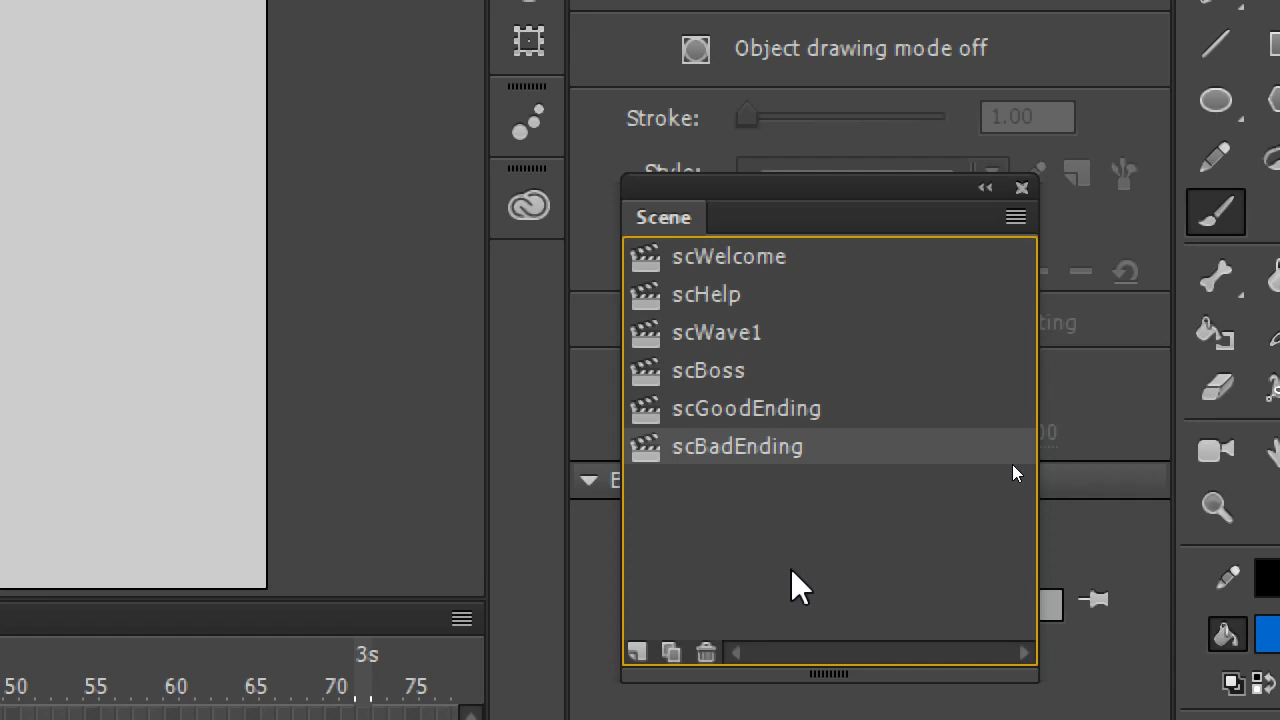 Object drawing mode off
Stroke:
1.00
Style:
Scene
scWelcome
scHelp
scWave1
scBoss
scGoodEnding
scBadEnding
3s
50 55 60 65 70 75